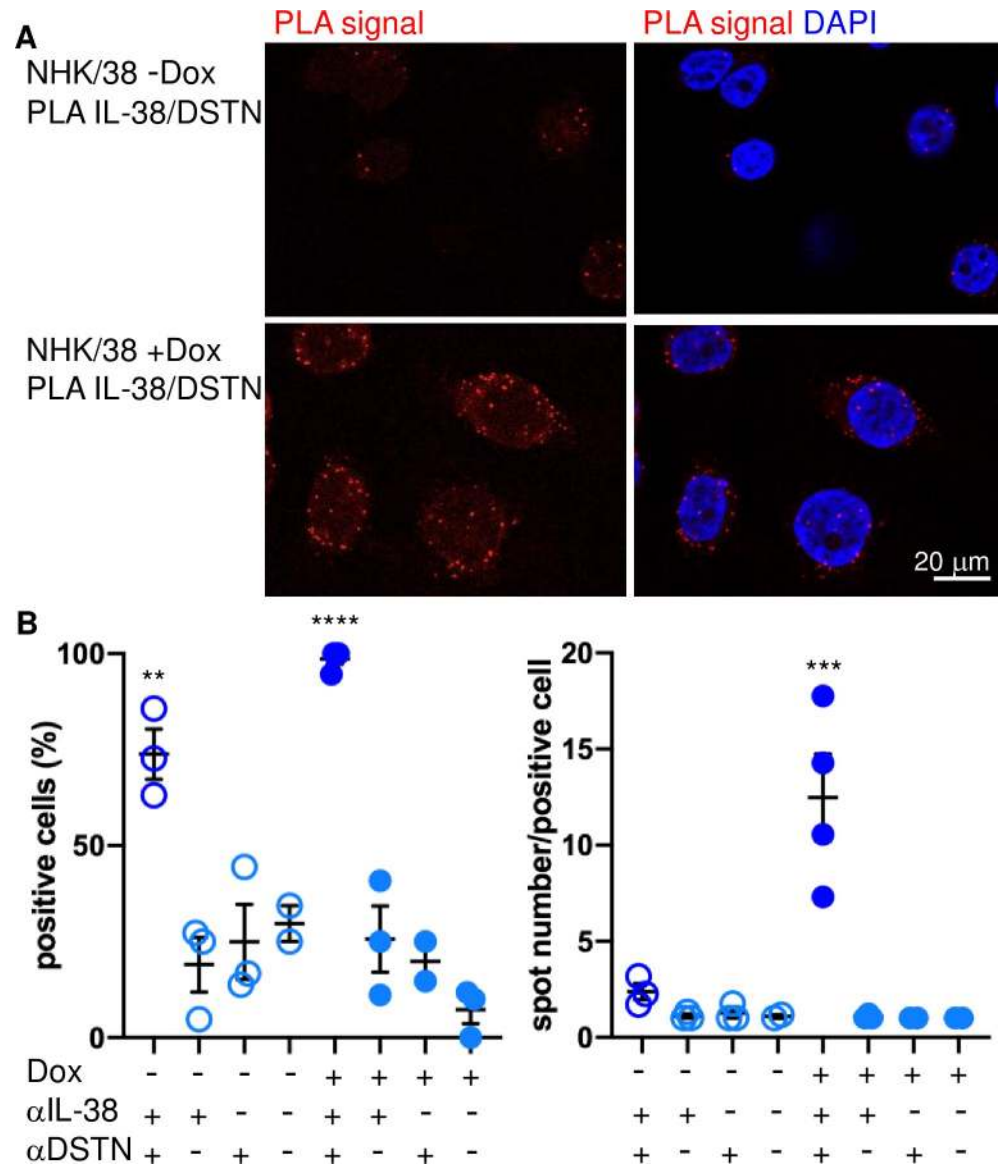 A
PLA signal
PLA signal DAPI
NHK/38 -Dox
PLA IL-38/DSTN
NHK/38 +Dox
PLA IL-38/DSTN
20 μm
B
positive cells (%)
100
50
0
**
****
spot number/positive cell
20
15
10
5
0
***
Dox - - - - + + + + - - - - + + + +
αIL-38 + + - - + + - - + + - - + + - -
αDSTN + - + - + - + - + - + - + - + -